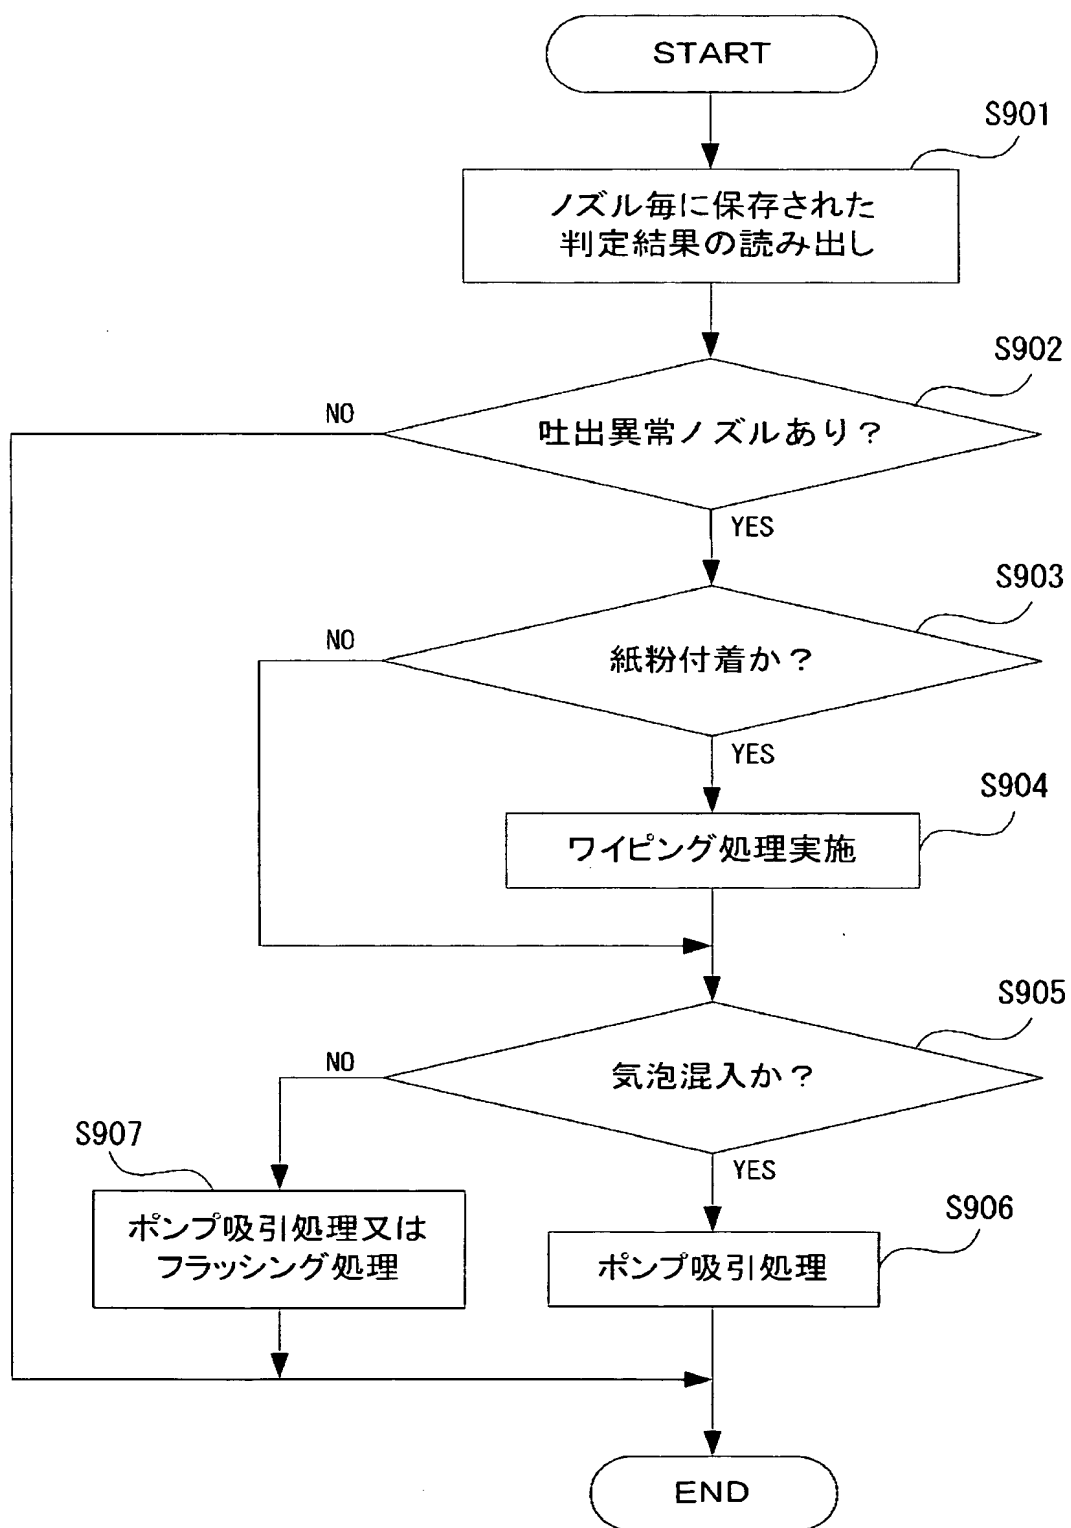 START
S901
ノズル毎に保存された
判定結果の読み出し
S902
NO
吐出異常ノズルあり？
YES
S903
NO
紙粉付着か？
YES
S904
ワイピング処理実施
S905
NO
気泡混入か？
YES
S907
ポンプ吸引処理又は
フラッシング処理
S906
ポンプ吸引処理
END